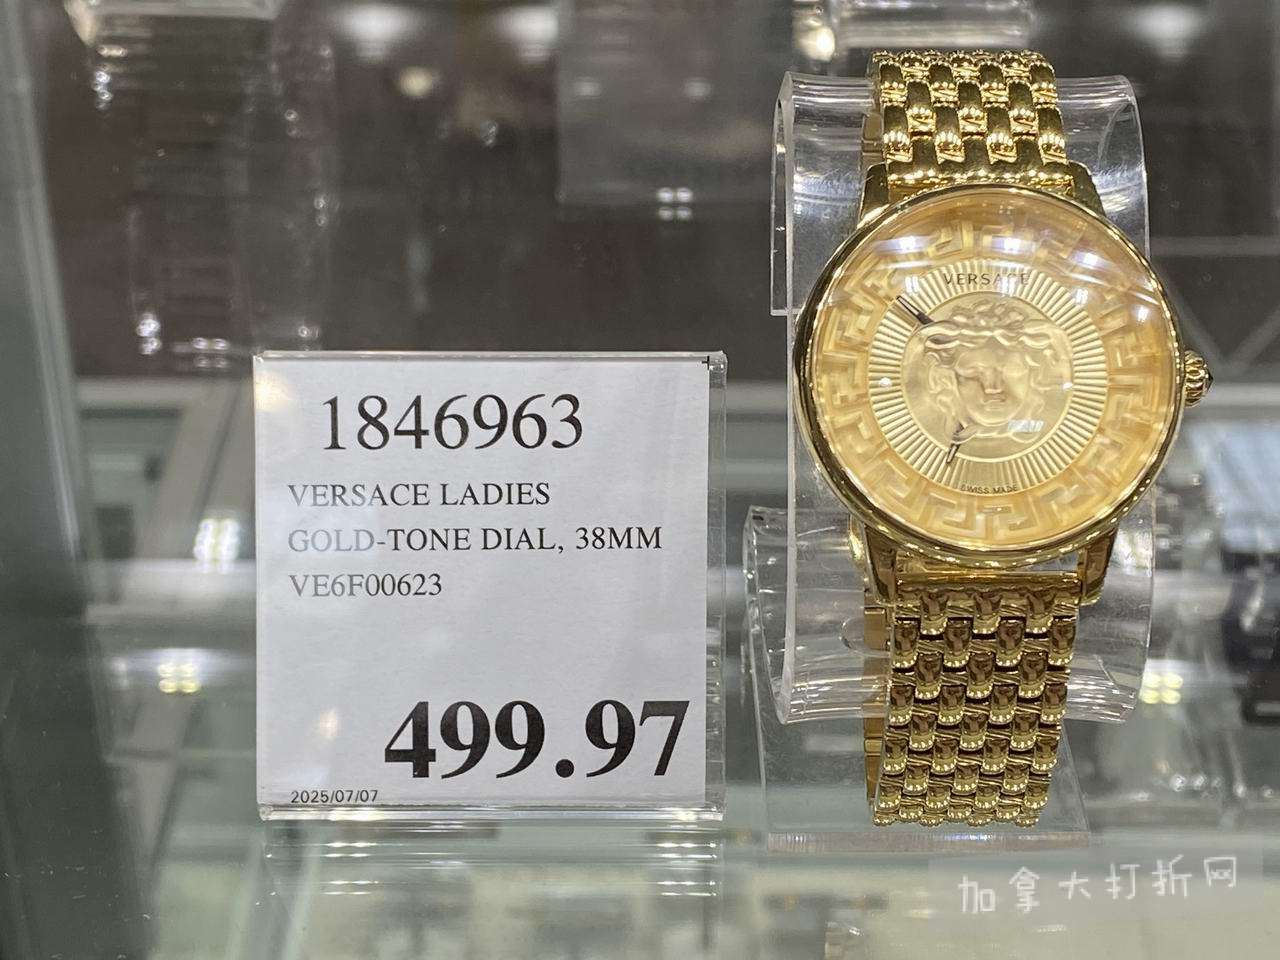 1846963
VERSACE LADIES
GOLD-TONE DIAL, 38MM
VE6F00623
499.97
2025/07/07
VERSACE
SWISS MADE
加拿大打折网